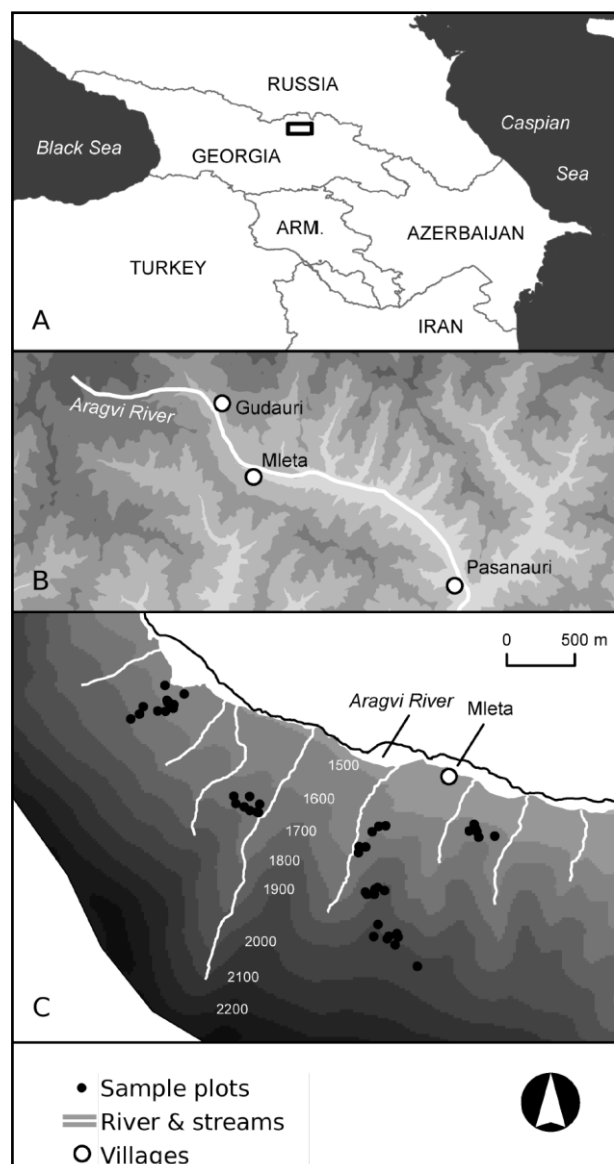 RUSSIA
Caspian
Sea
Black Sea
GEORGIA
ARM.
AZERBAIJAN
TURKEY
IRAN
A
Aragvi River
Gudauri
Mleta
Pasanauri
B
0 500 m
Aragvi River
Mleta
1500
1600
1700
1800
1900
2000
2100
2200
C
Sample plots
River & streams
Villages